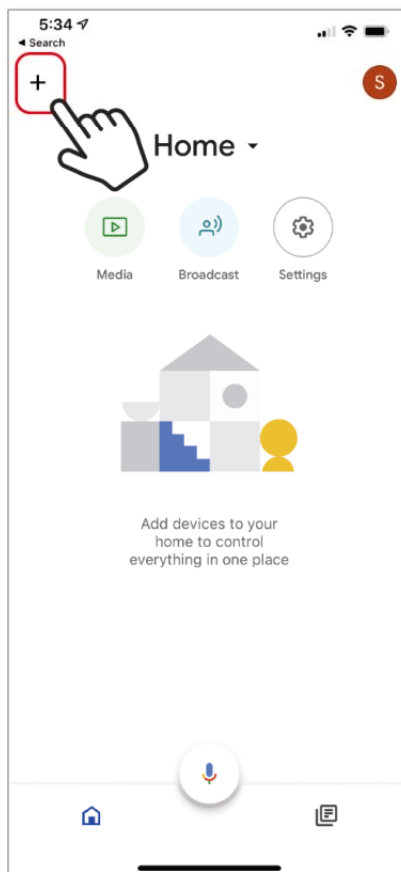 5:34
Search
+
S
Home
Media Broadcast Settings
Add devices to your
home to control
everything in one place